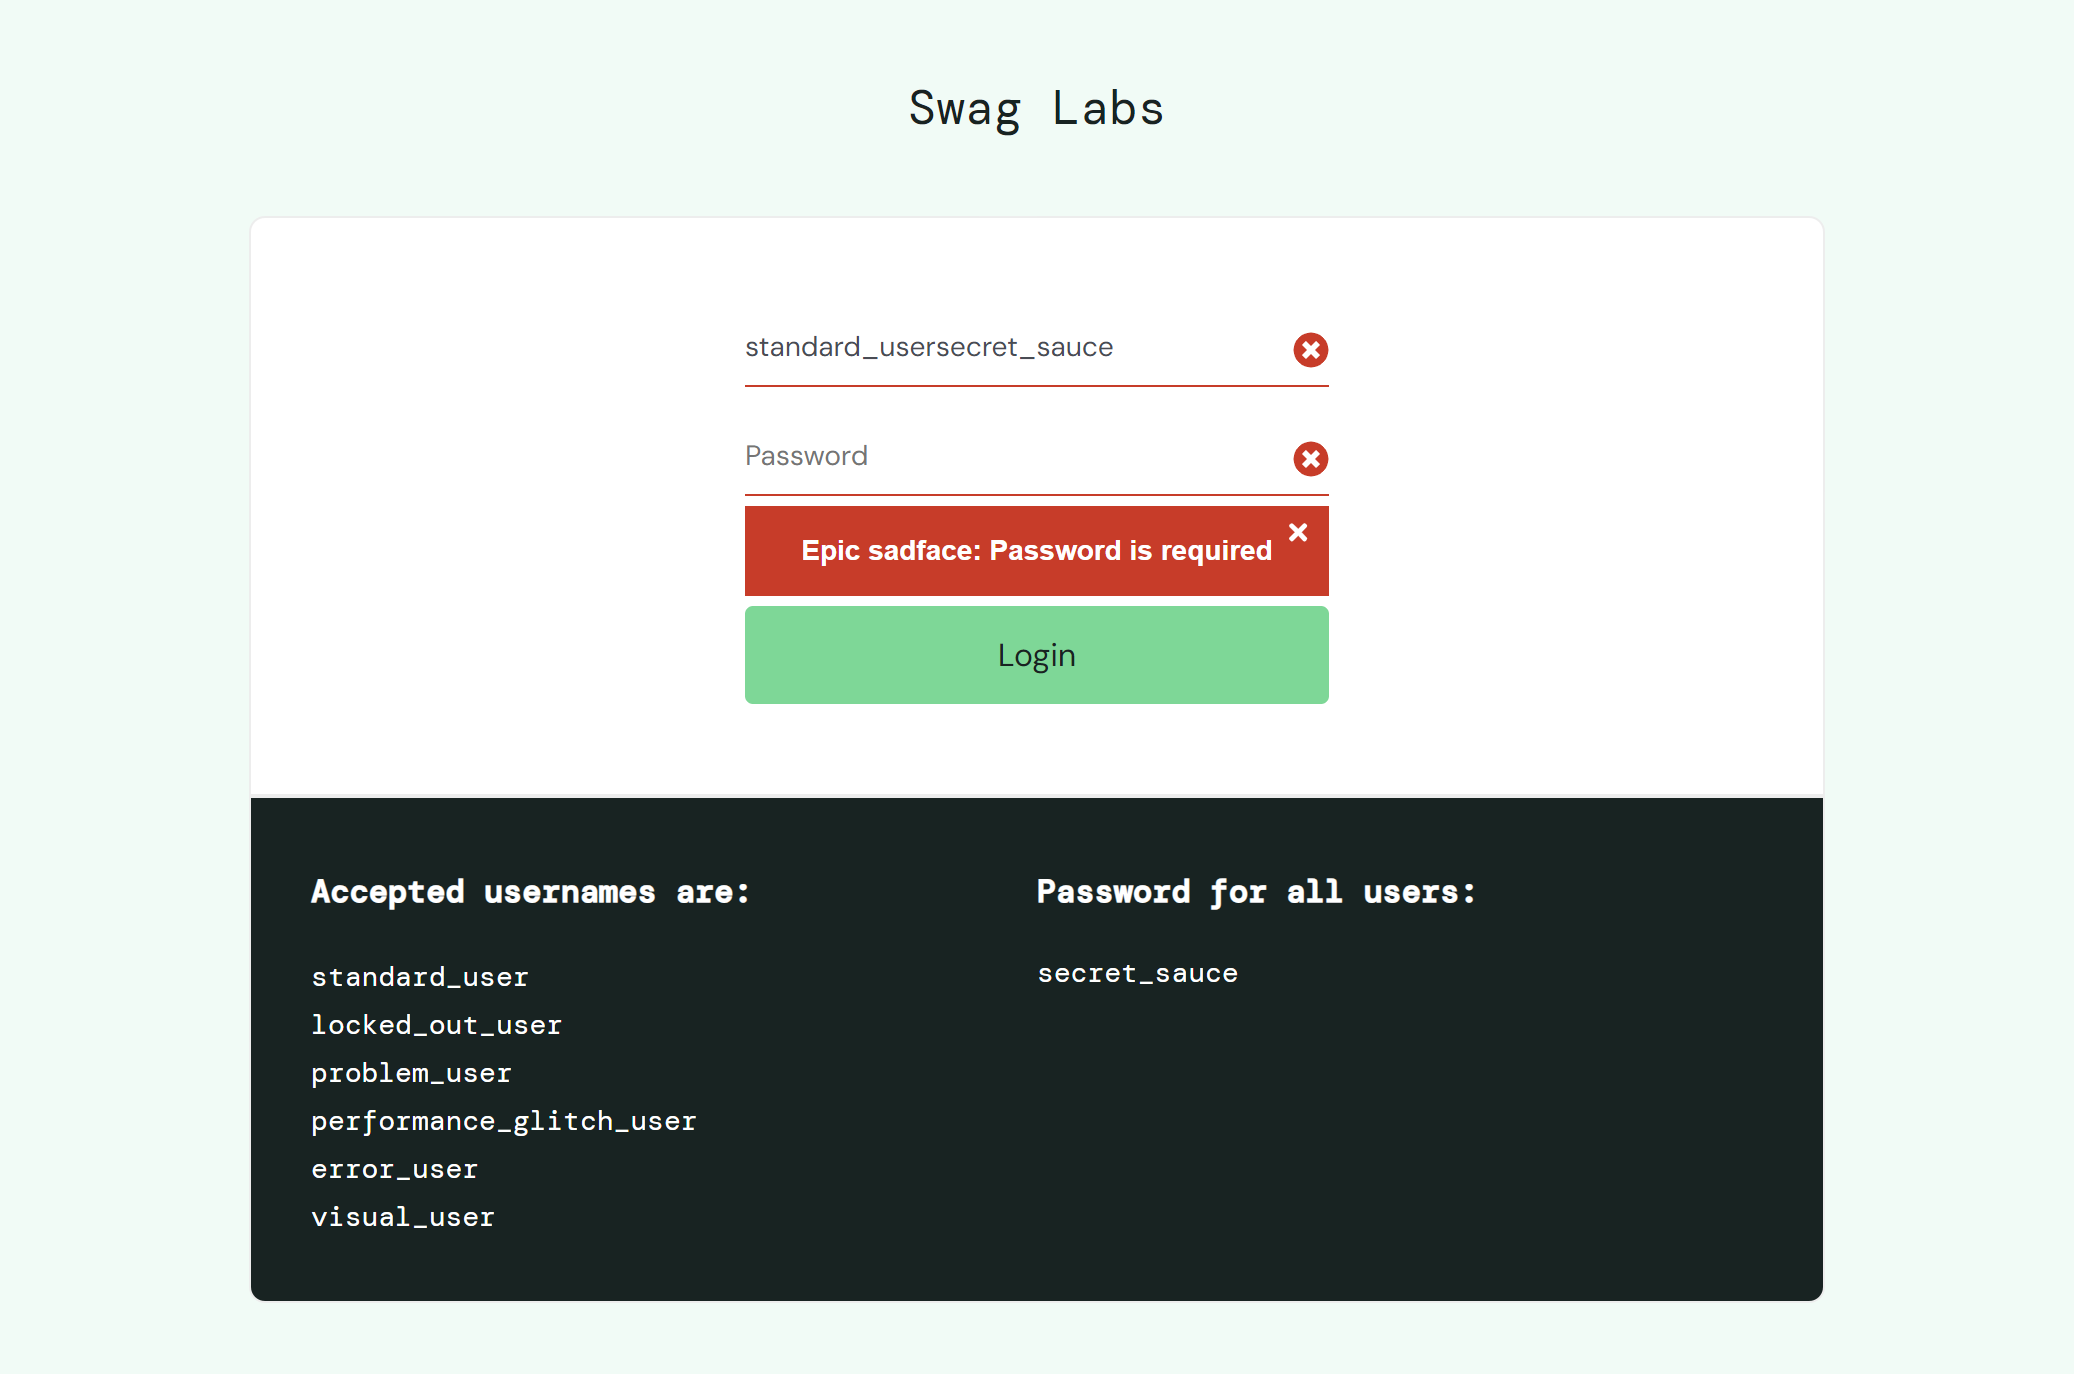 Swag Labs
standard_usersecret_sauce
Password
Epic sadface: Password is required
Login
Accepted usernames are:
standard_user
locked_out_user
problem_user
performance_glitch_user
error_user
visual_user
Password for all users:
secret_sauce